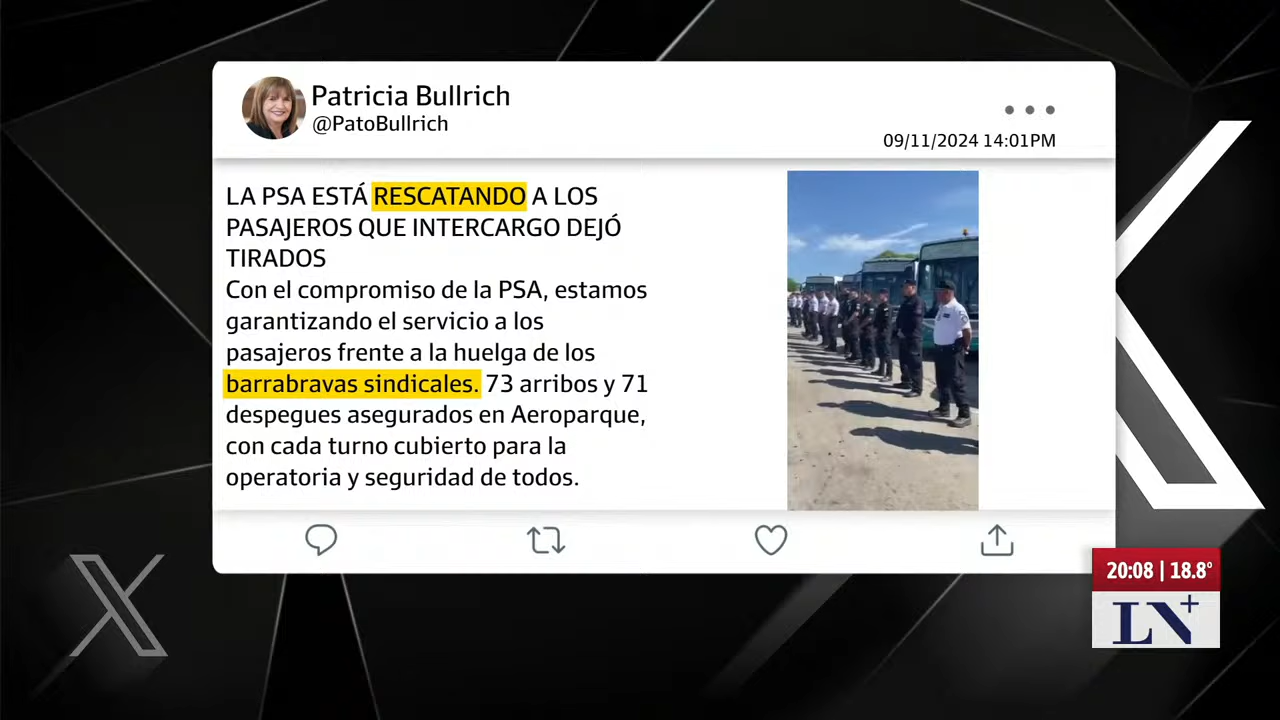 Patricia Bullrich
@PatoBullrich
09/11/2024 14:01PM
LA PSA ESTÁ RESCATANDO A LOS
PASAJEROS QUE INTERCARGO DEJÓ
TIRADOS
Con el compromiso de la PSA, estamos
garantizando el servicio a los
pasajeros frente a la huelga de los
barrabravas sindicales. 73 arribos y 71
despegues asegurados en Aeroparque,
con cada turno cubierto para la
operatoria y seguridad de todos.
20:08 | 18.8°
LN+